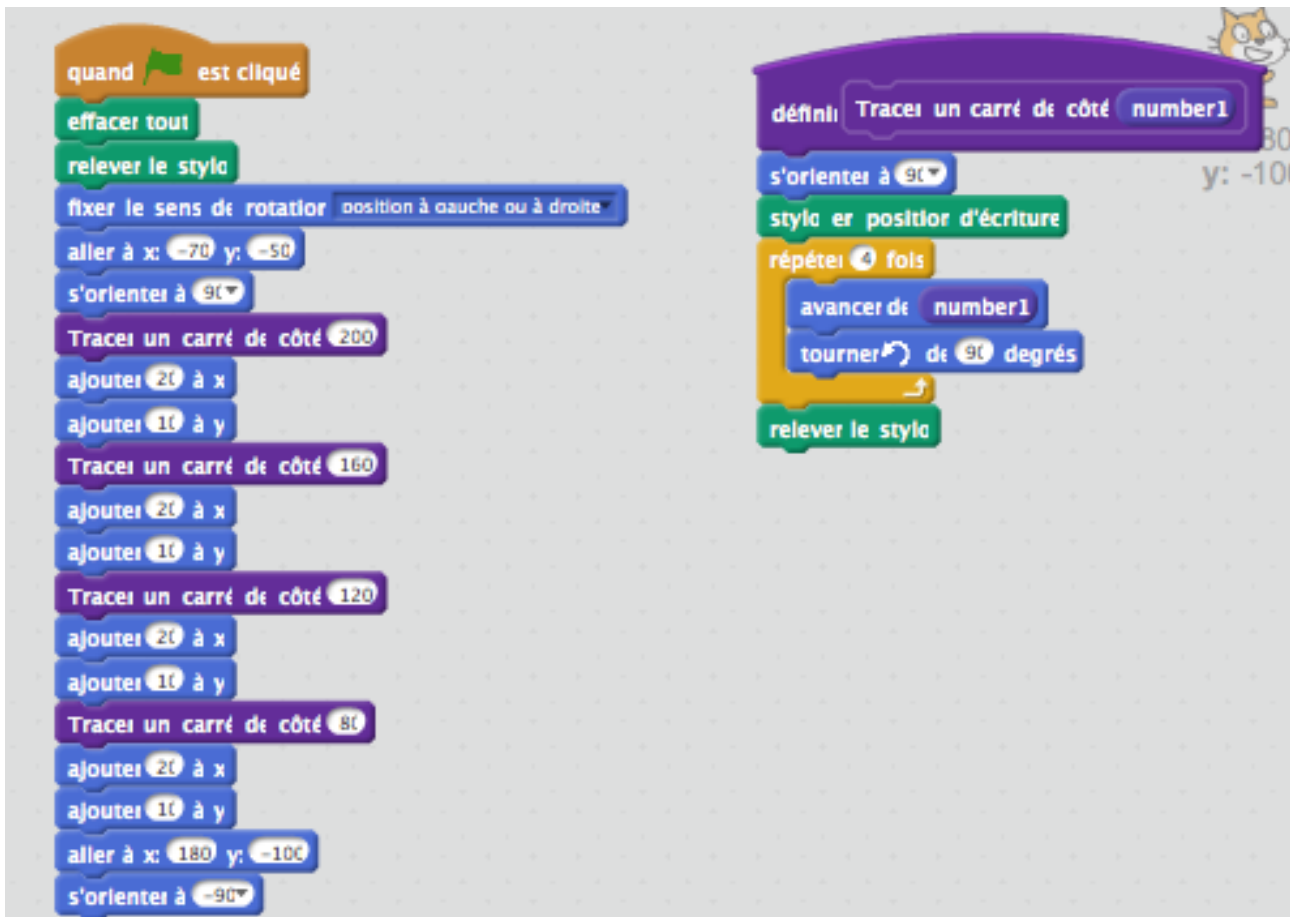 quand est cliqué
effacer tout
relever le stylo
fixer le sens de rotation position à gauche ou à droite
aller à x: -70 y: -50
s'orienter à 90
Tracer un carré de côté 200
ajouter 20 à x
ajouter 10 à y
Tracer un carré de côté 160
ajouter 20 à x
ajouter 10 à y
Tracer un carré de côté 120
ajouter 20 à x
ajouter 10 à y
Tracer un carré de côté 80
ajouter 20 à x
ajouter 10 à y
aller à x: 180 y: -100
s'orienter à -90
définir Tracer un carré de côté number1
s'orienter à 90
stylo en position d'écriture
répéter 4 fois
avancer de number1
tourner de 90 degrés
relever le stylo
80
y: -100